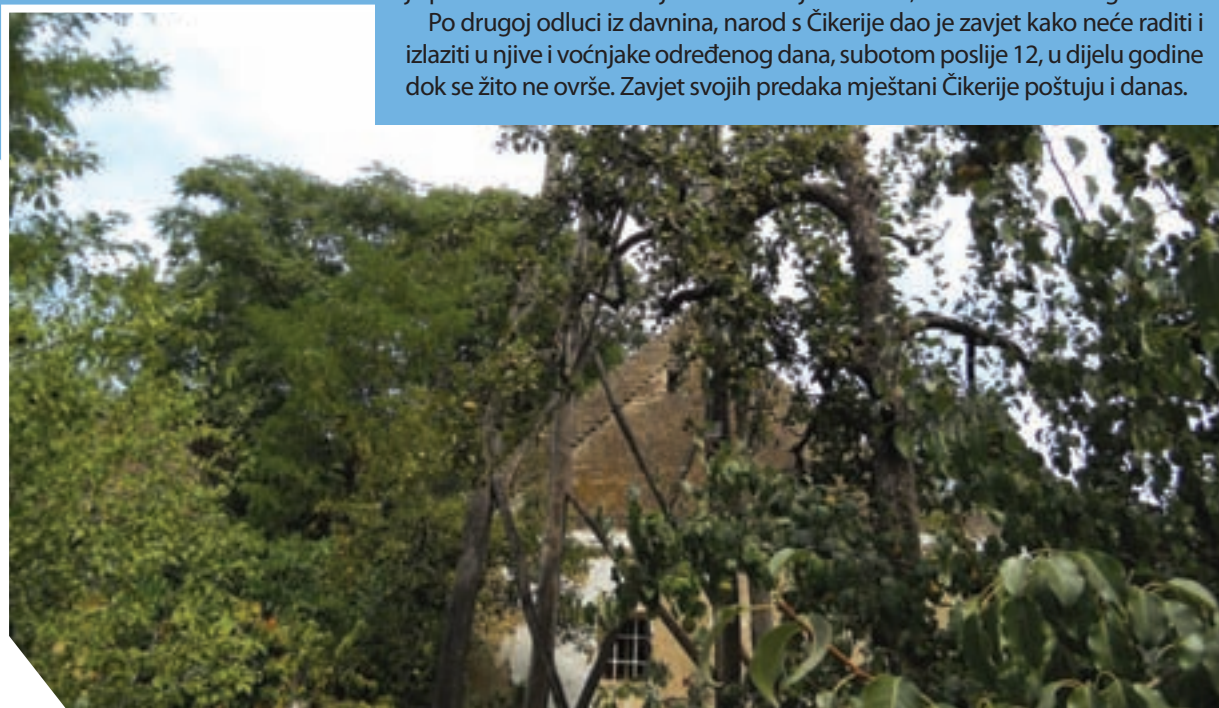 Po drugoj odluci iz davnina, narod s Čikerije dao je zavjet kako neće raditi i
izlaziti u njive i voćnjake određenog dana, subotom poslije 12, u dijelu godine
dok se žito ne ovrše. Zavjet svojih predaka mještani Čikerije poštuju i danas.